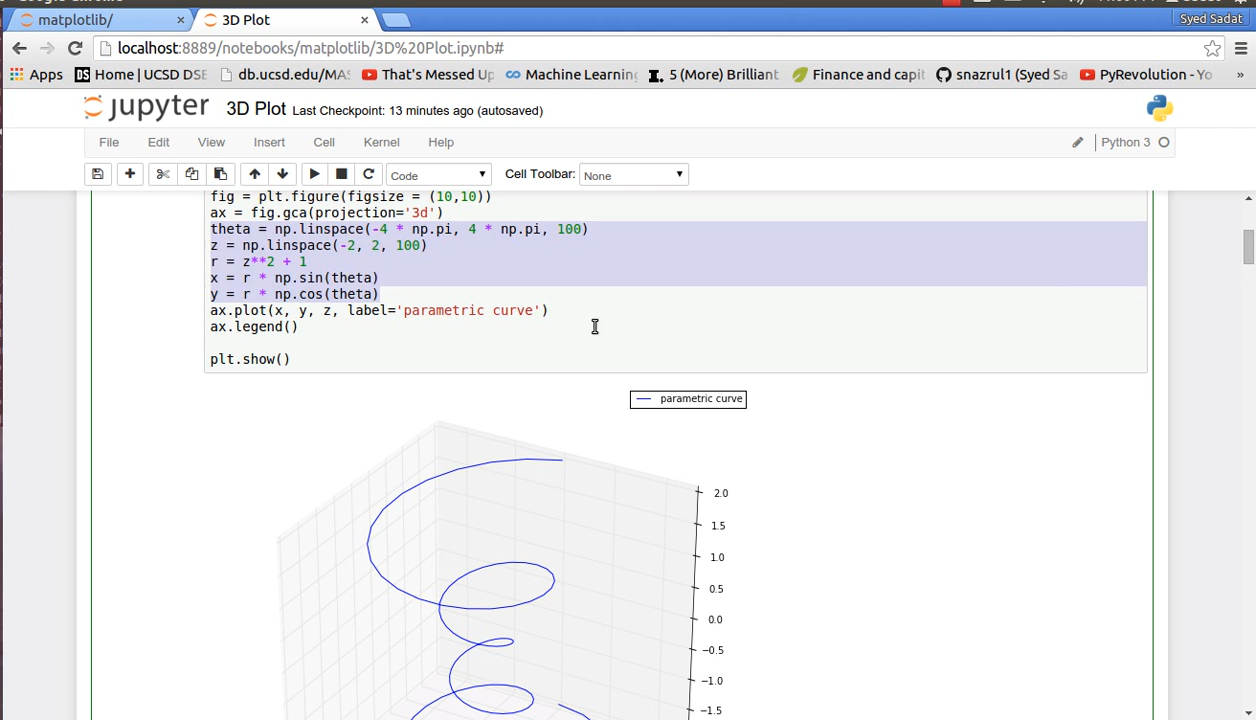 Syed Sadat
matplotlib/
3D Plot
localhost:8889/notebooks/matplotlib/3D%20Plot.ipynb#
Apps
Home | UCSD DSE
db.ucsd.edu/MAS
That's Messed Up
Machine Learning
5 (More) Brilliant
Finance and capit
snazrul1 (Syed Sa
PyRevolution - Yo
»
jupyter
3D Plot
Last Checkpoint: 13 minutes ago (autosaved)
File
Edit
View
Insert
Cell
Kernel
Help
Python 3
Code
Cell Toolbar:
None
fig = plt.figure(figsize = (10,10))
ax = fig.gca(projection='3d')
theta = np.linspace(-4 * np.pi, 4 * np.pi, 100)
z = np.linspace(-2, 2, 100)
r = z**2 + 1
x = r * np.sin(theta)
y = r * np.cos(theta)
ax.plot(x, y, z, label='parametric curve')
ax.legend()
plt.show()
parametric curve
2.0
1.5
1.0
0.5
0.0
−0.5
−1.0
−1.5